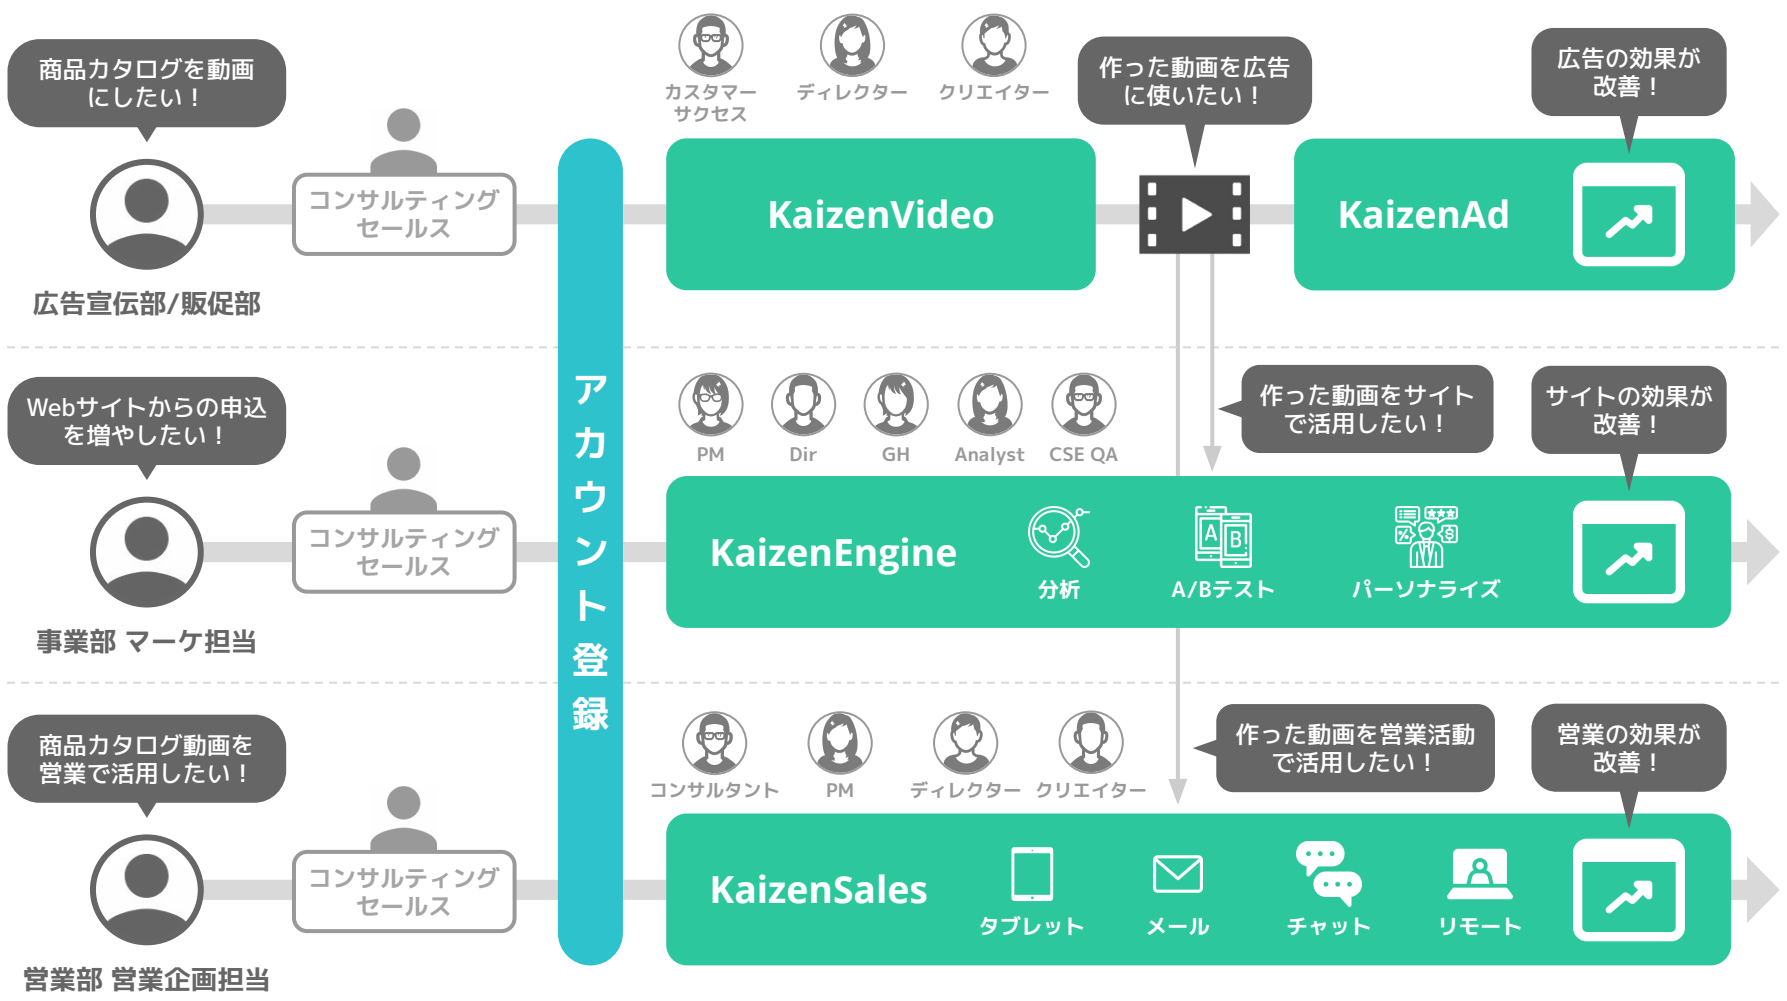 商品カタログを動画
にしたい！
カスタマー
サクセス
ディレクター
クリエイター
作った動画を広告
に使いたい！
広告の効果が
改善！
コンサルティング
セールス
KaizenVideo
KaizenAd
広告宣伝部/販促部
アカウント登録
Webサイトからの申込
を増やしたい！
PM
Dir
GH
Analyst
CSE QA
作った動画をサイト
で活用したい！
サイトの効果が
改善！
コンサルティング
セールス
KaizenEngine
A
B
分析
A/Bテスト
パーソナライズ
事業部 マーケ担当
商品カタログ動画を
営業で活用したい！
コンサルタント
PM
ディレクター
クリエイター
作った動画を営業活動
で活用したい！
営業の効果が
改善！
コンサルティング
セールス
KaizenSales
タブレット
メール
チャット
リモート
営業部 営業企画担当